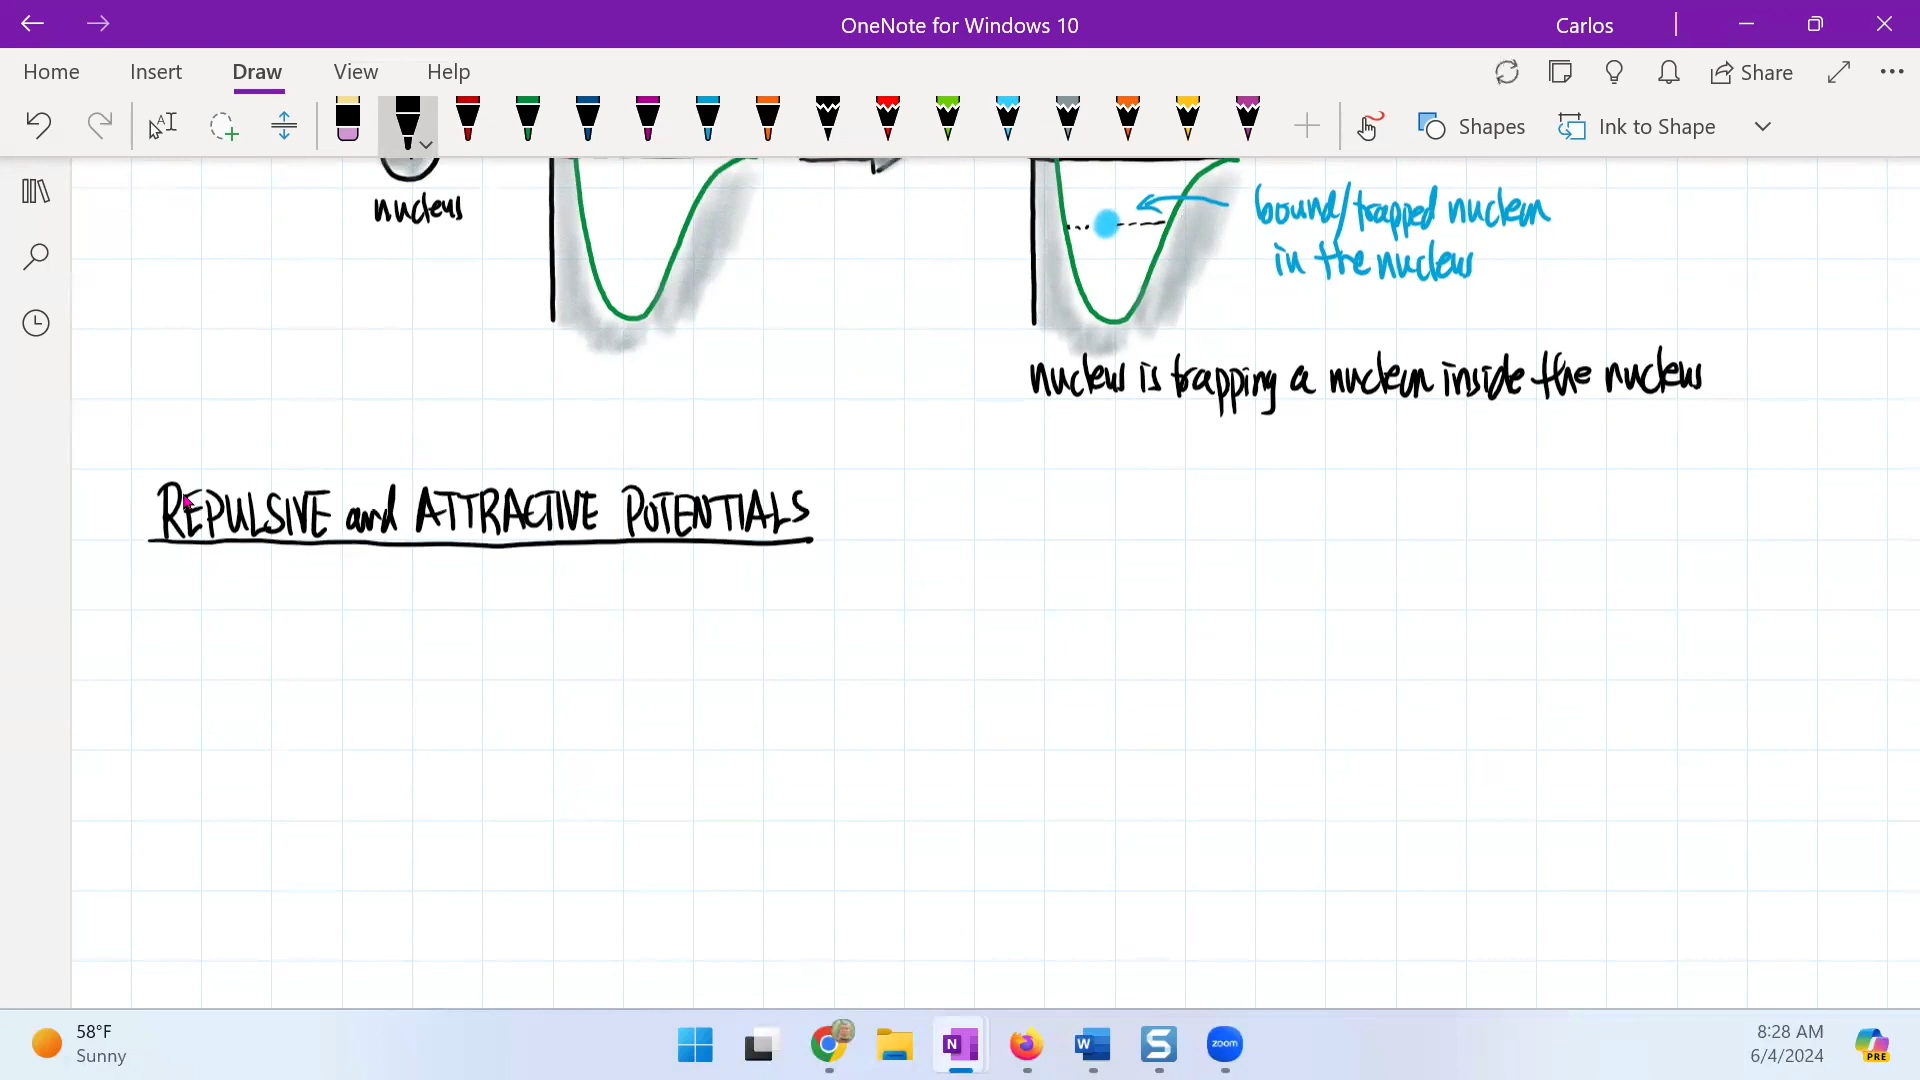 OneNote for Windows 10
Carlos
Home Insert Draw View Help
Share
Shapes
Ink to Shape
nucleus
bound/trapped nucleon
in the nucleus
nucleus is trapping a nucleon inside the nucleus
REPULSIVE and ATTRACTIVE POTENTIALS
58°F
Sunny
N
W
S
zoom
8:28 AM
6/4/2024
PRE